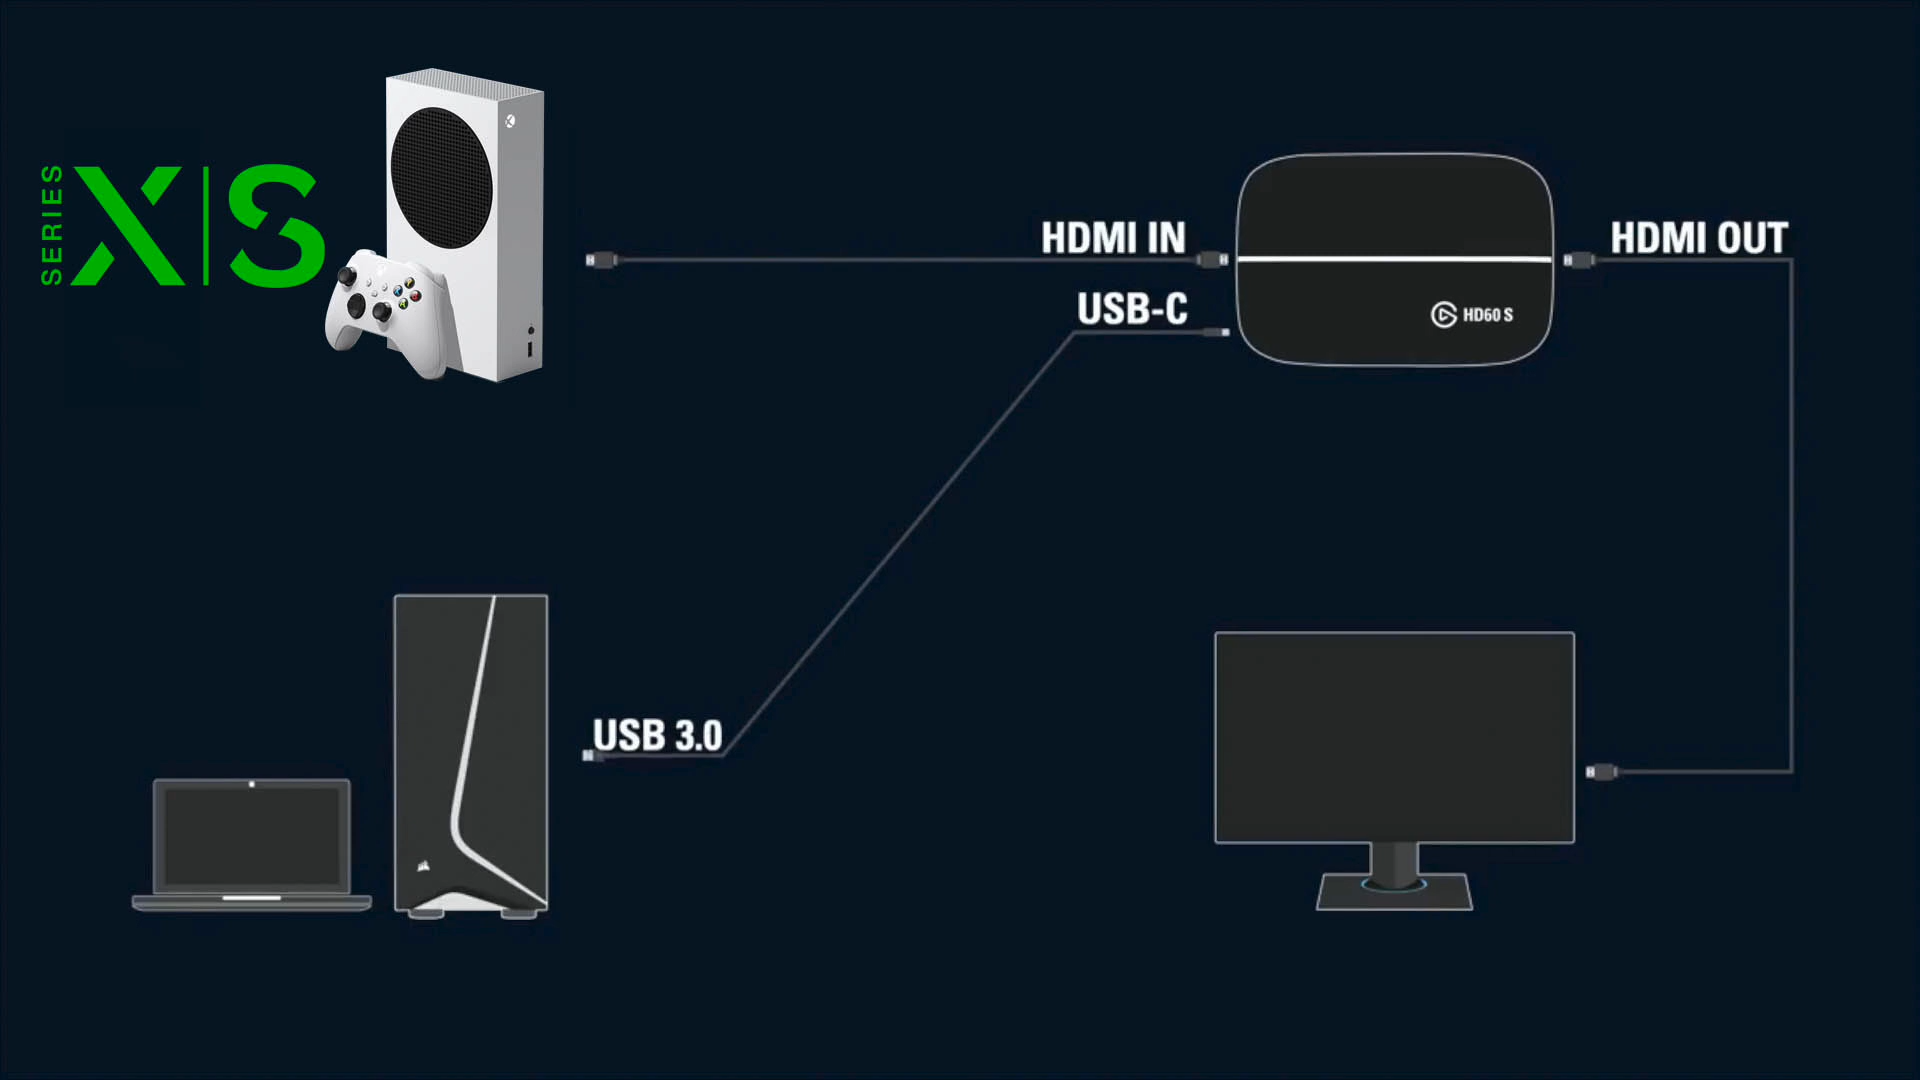 SERIES X|S
HDMI IN
HDMI OUT
USB-C
HD60 S
USB 3.0